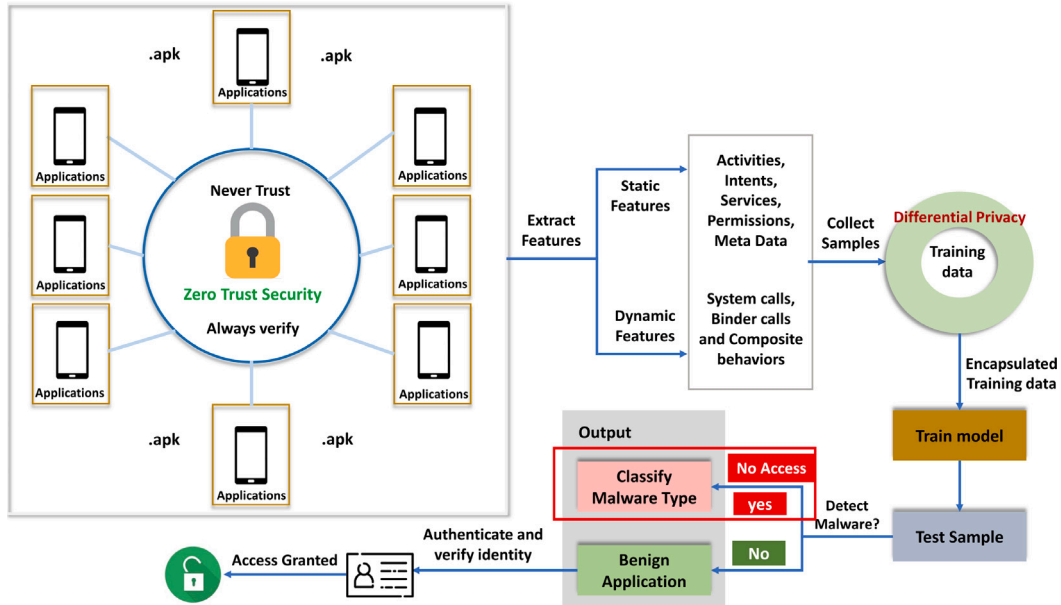 .apk
.apk
Applications
Applications
Applications
Never Trust
Applications
Applications
Zero Trust Security
Always verify
Applications
Applications
.apk
.apk
Applications
Extract
Features
Static
Features
Dynamic
Features
Activities,
Intents,
Services,
Permissions,
Meta Data
System calls,
Binder calls
and Composite
behaviors
Collect
Samples
Differential Privacy
Training
data
Encapsulated
Training data
Train model
Test Sample
Detect
Malware?
Output
No Access
Classify
Malware Type
yes
No
Benign
Application
Authenticate and
verify identity
Access Granted